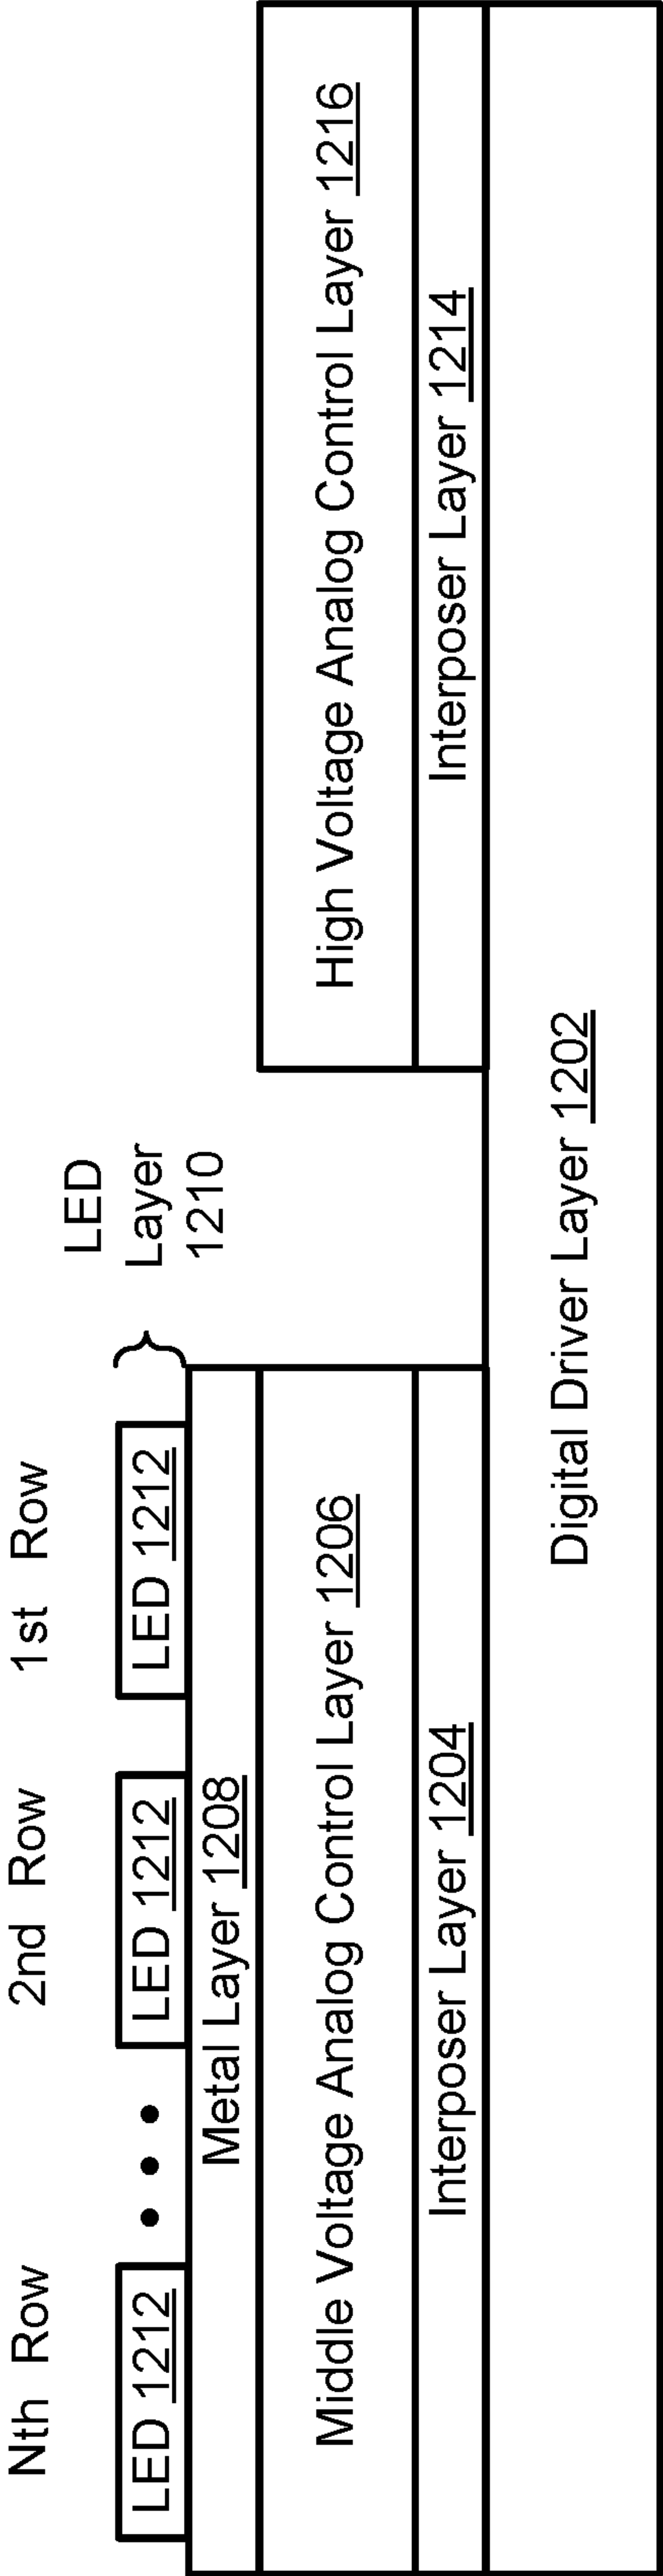 Nth Row
2nd Row
1st Row
LED 1212
LED 1212
LED 1212
LED
Layer
1210
Metal Layer 1208
Middle Voltage Analog Control Layer 1206
High Voltage Analog Control Layer 1216
Interposer Layer 1204
Interposer Layer 1214
Digital Driver Layer 1202